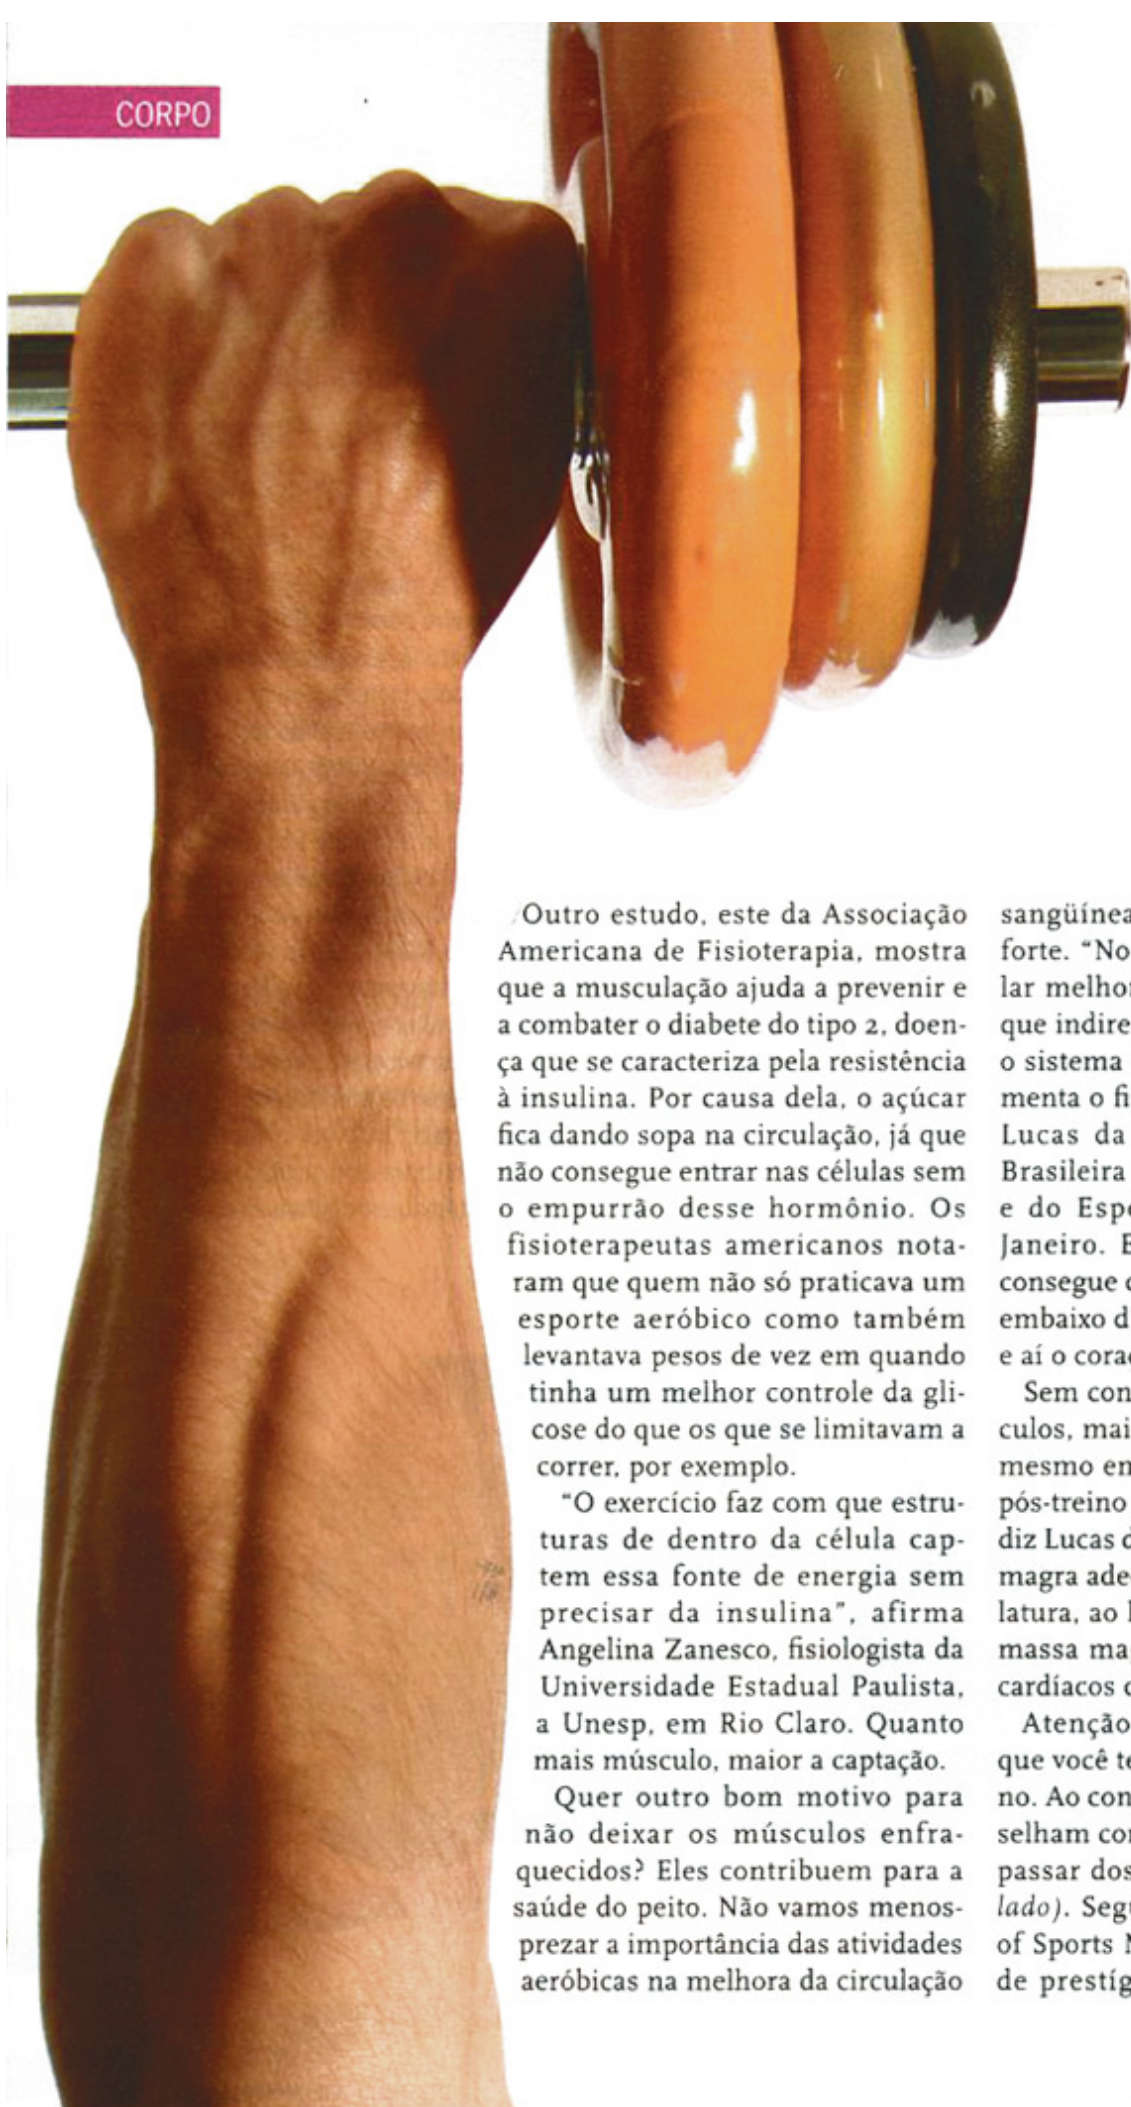 CORPO
Outro estudo, este da Associação
Americana de Fisioterapia, mostra
que a musculação ajuda a prevenir e
a combater o diabete do tipo 2, doen-
ça que se caracteriza pela resistência
à insulina. Por causa dela, o açúcar
fica dando sopa na circulação, já que
não consegue entrar nas células sem
o empurrão desse hormônio. Os
fisioterapeutas americanos nota-
ram que quem não só praticava um
esporte aeróbico como também
levantava pesos de vez em quando
tinha um melhor controle da gli-
cose do que os que se limitavam a
correr, por exemplo.
"O exercício faz com que estru-
turas de dentro da célula cap-
tem essa fonte de energia sem
precisar da insulina", afirma
Angelina Zanesco, fisiologista da
Universidade Estadual Paulista,
a Unesp, em Rio Claro. Quanto
mais músculo, maior a captação.
Quer outro bom motivo para
não deixar os músculos enfra-
quecidos? Eles contribuem para a
saúde do peito. Não vamos menos-
prezar a importância das atividades
aeróbicas na melhora da circulação
sangüínea
forte. "No
lar melhor
que indire
o sistema
menta o fi
Lucas da
Brasileira
e do Espo
Janeiro. E
consegue
embaixo d
e aí o cora
Sem con
culos, mai
mesmo en
pós-treino
diz Lucas d
magra ade
latura, ao l
massa ma
cardíacos
Atenção
que você te
no. Ao con
selham co
passar dos
lado). Segu
of Sports
de prestíg